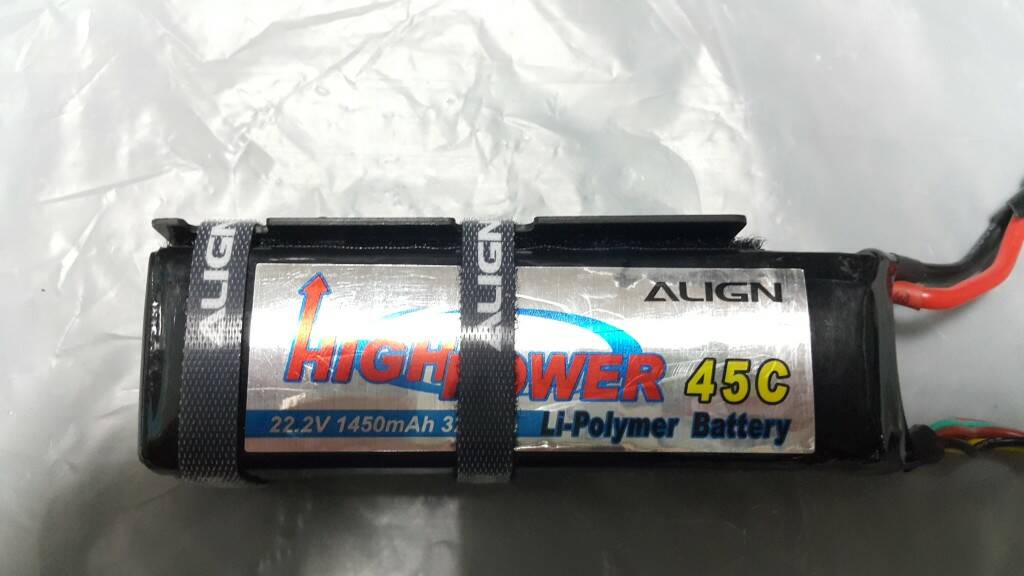 ALIGN
ALIGN
ALIGN
HIGH POWER 45C
22.2V 1450mAh
Li-Polymer Battery